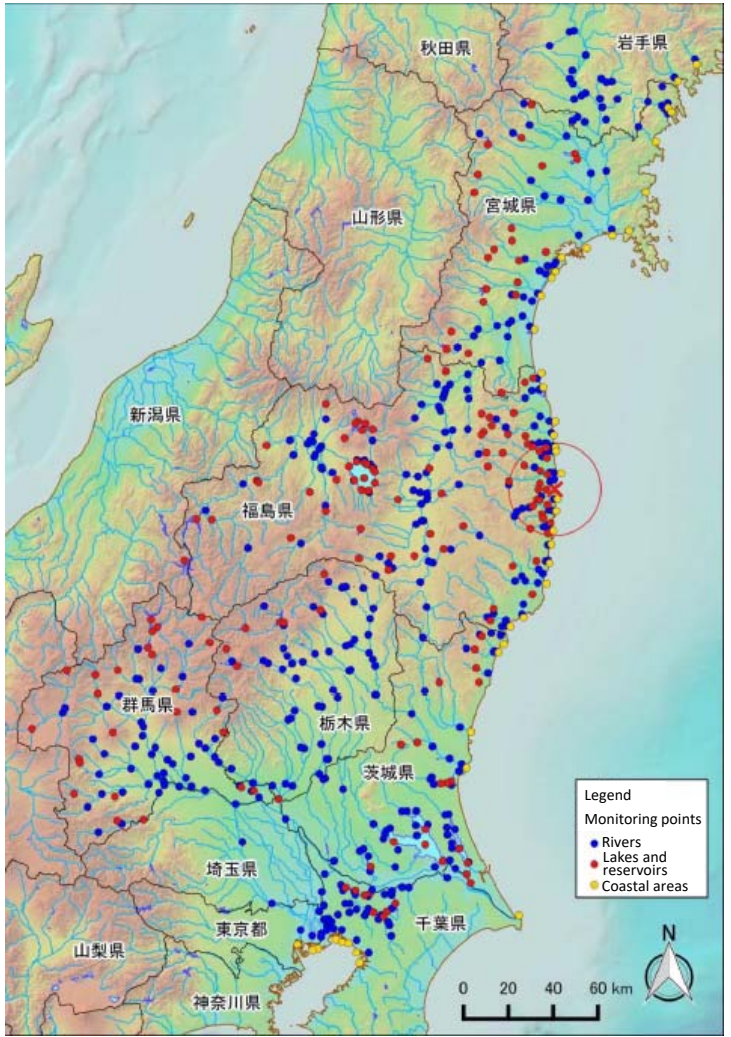 秋田県
岩手県
山形県
宮城県
新潟県
福島県
群馬県
栃木県
茨城県
埼玉県
東京都
千葉県
山梨県
神奈川県
Legend
Monitoring points
Rivers
Lakes and
reservoirs
Coastal areas
N
0 20 40 60 km